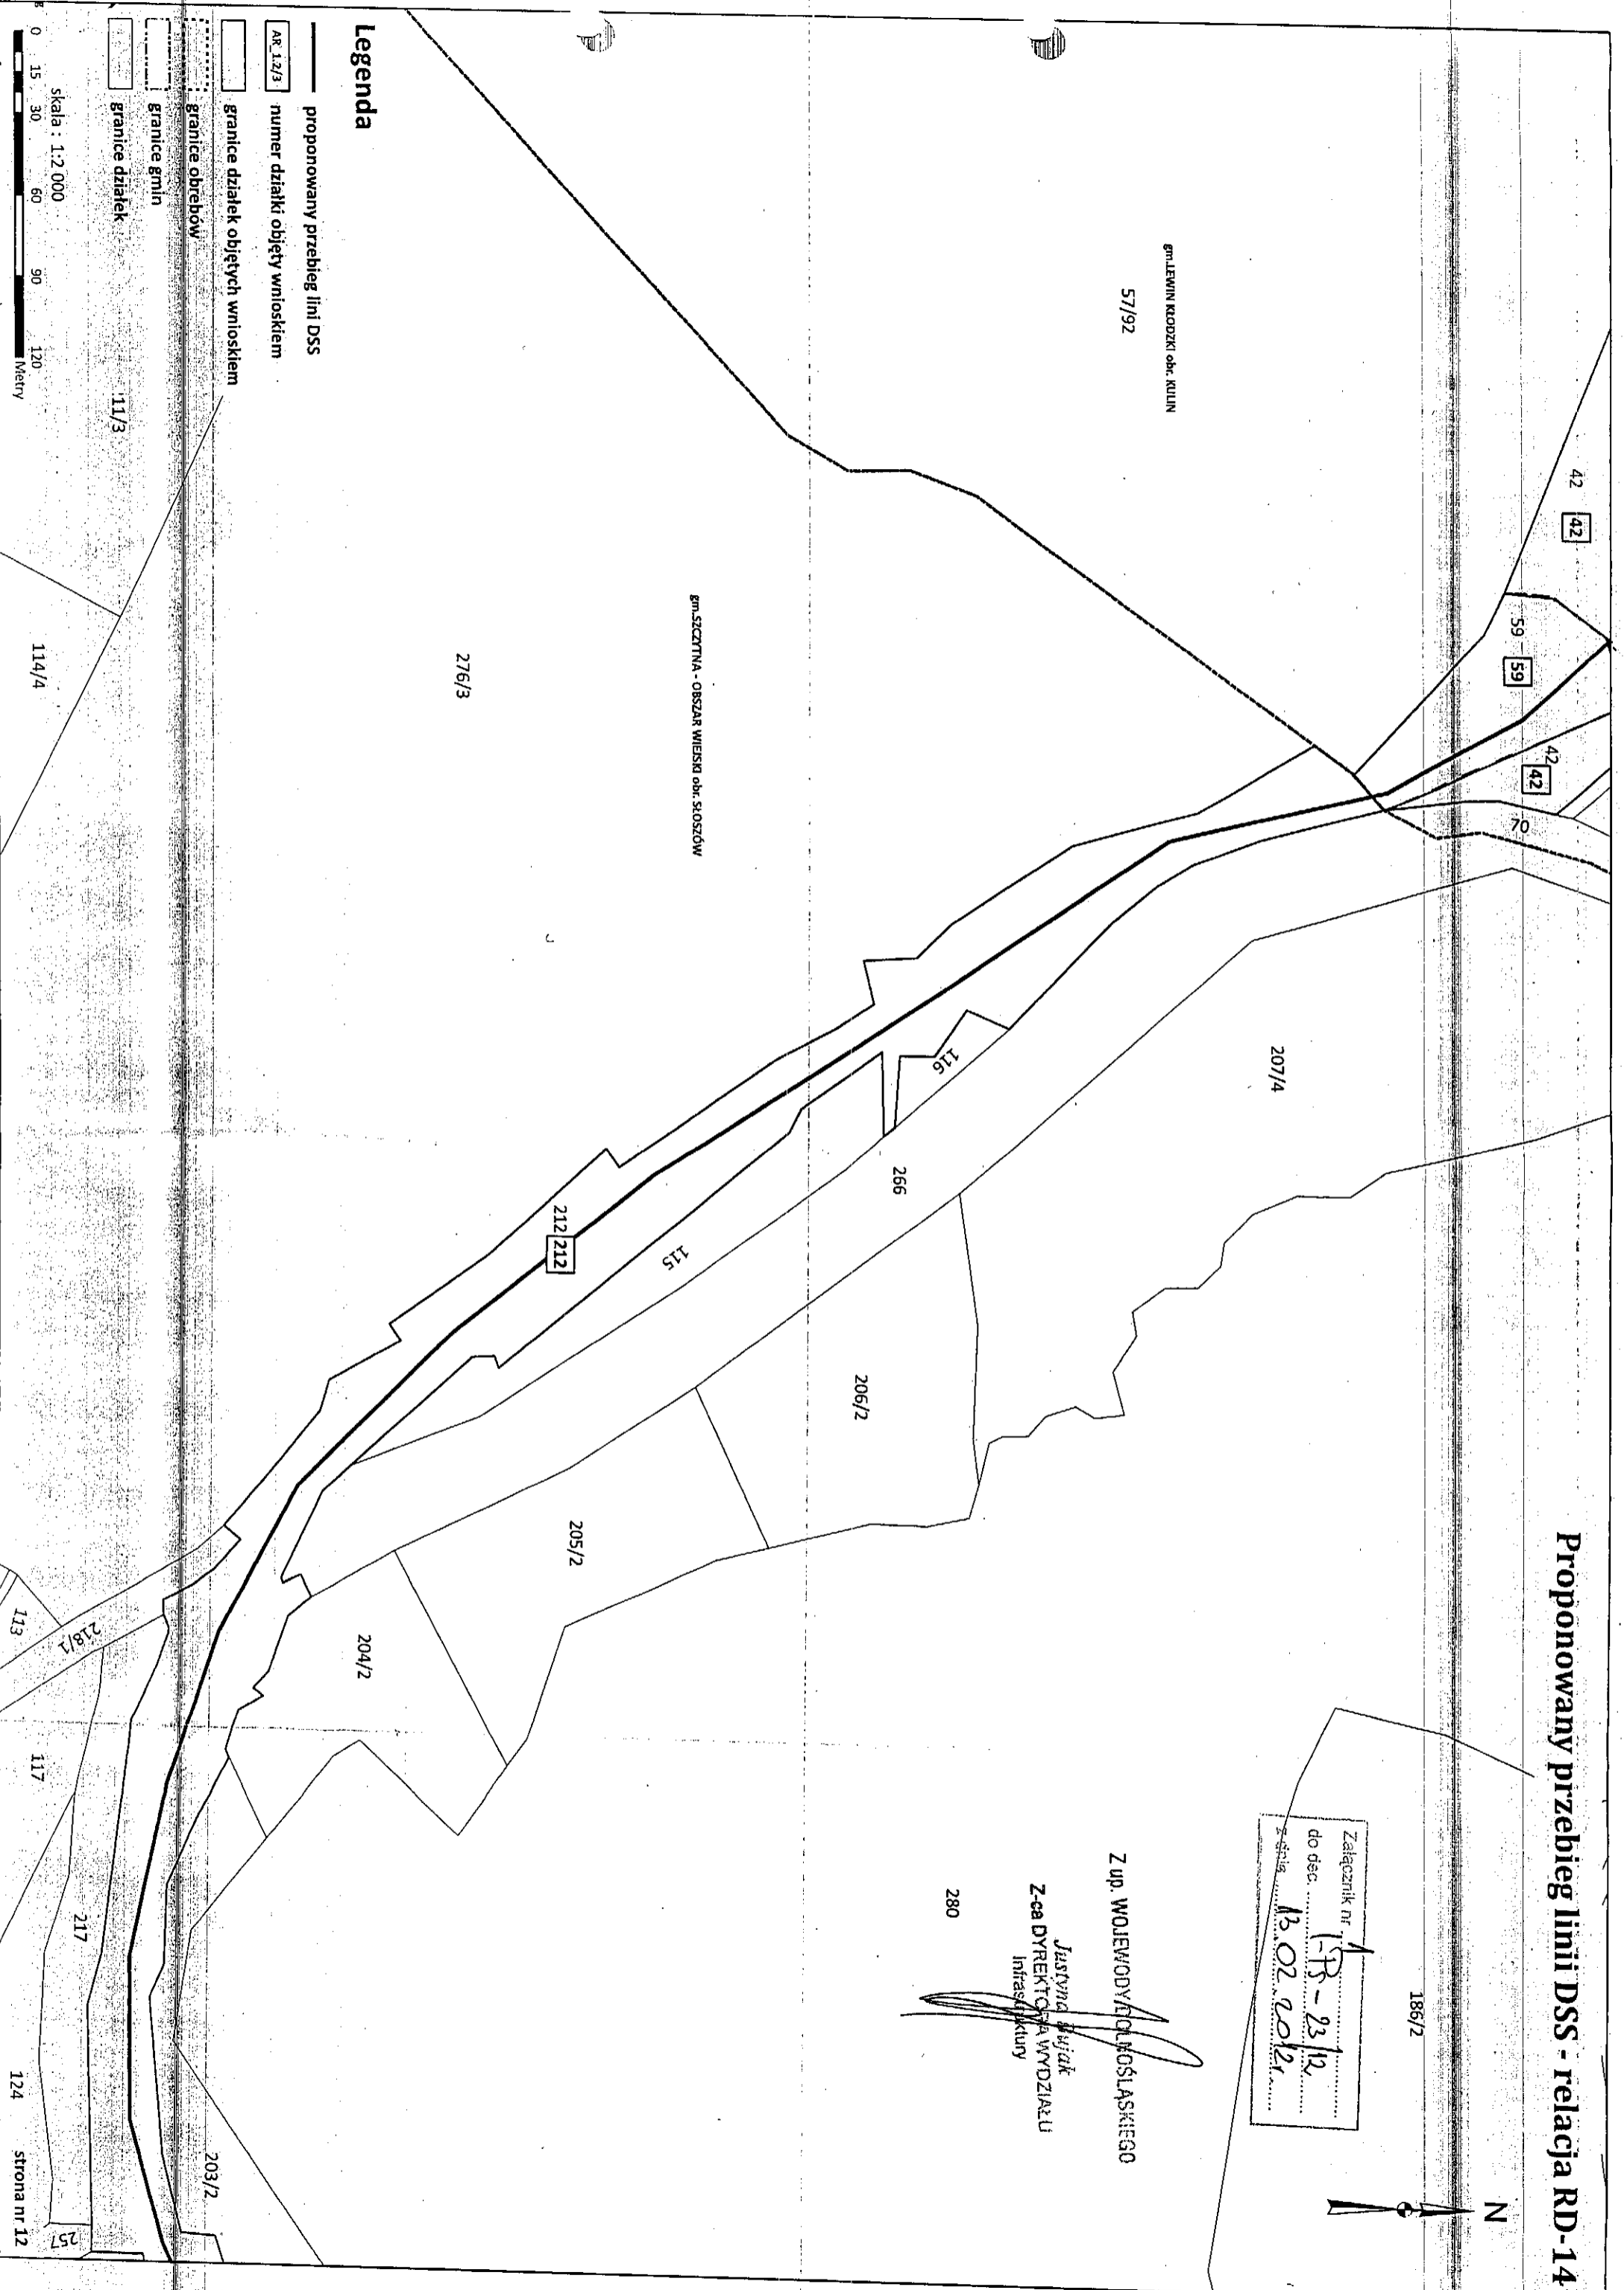 Proponowany przebieg linii DSS - relacja RD-14
N
42
42
59
59
42
42
70
gm.LEWIN KŁODZKI obr. KULIN
57/92
186/2
Załącznik nr 1
do dec. I-Pś-23/12
z dnia 13.02.2012r.
Z up. WOJEWODY DOLNOŚLĄSKIEGO
Justyna Bujak
Z-ca DYREKTORA WYDZIAŁU
Infrastruktury
207/4
280
116
266
206/2
gm.SZCZYTNA - OBSZAR WIEJSKI obr. SŁOSZÓW
115
212
212
205/2
276/3
204/2
203/2
Legenda
proponowany przebieg lini DSS
AR_1.2/3
numer działki objęty wnioskiem
granice działek objętych wnioskiem
granice obrębów
granice gmin
granice działek
11/3
218/1
217
257
114/4
113
117
124
skala : 1:2 000
0 15 30 60 90 120
Metry
strona nr 12